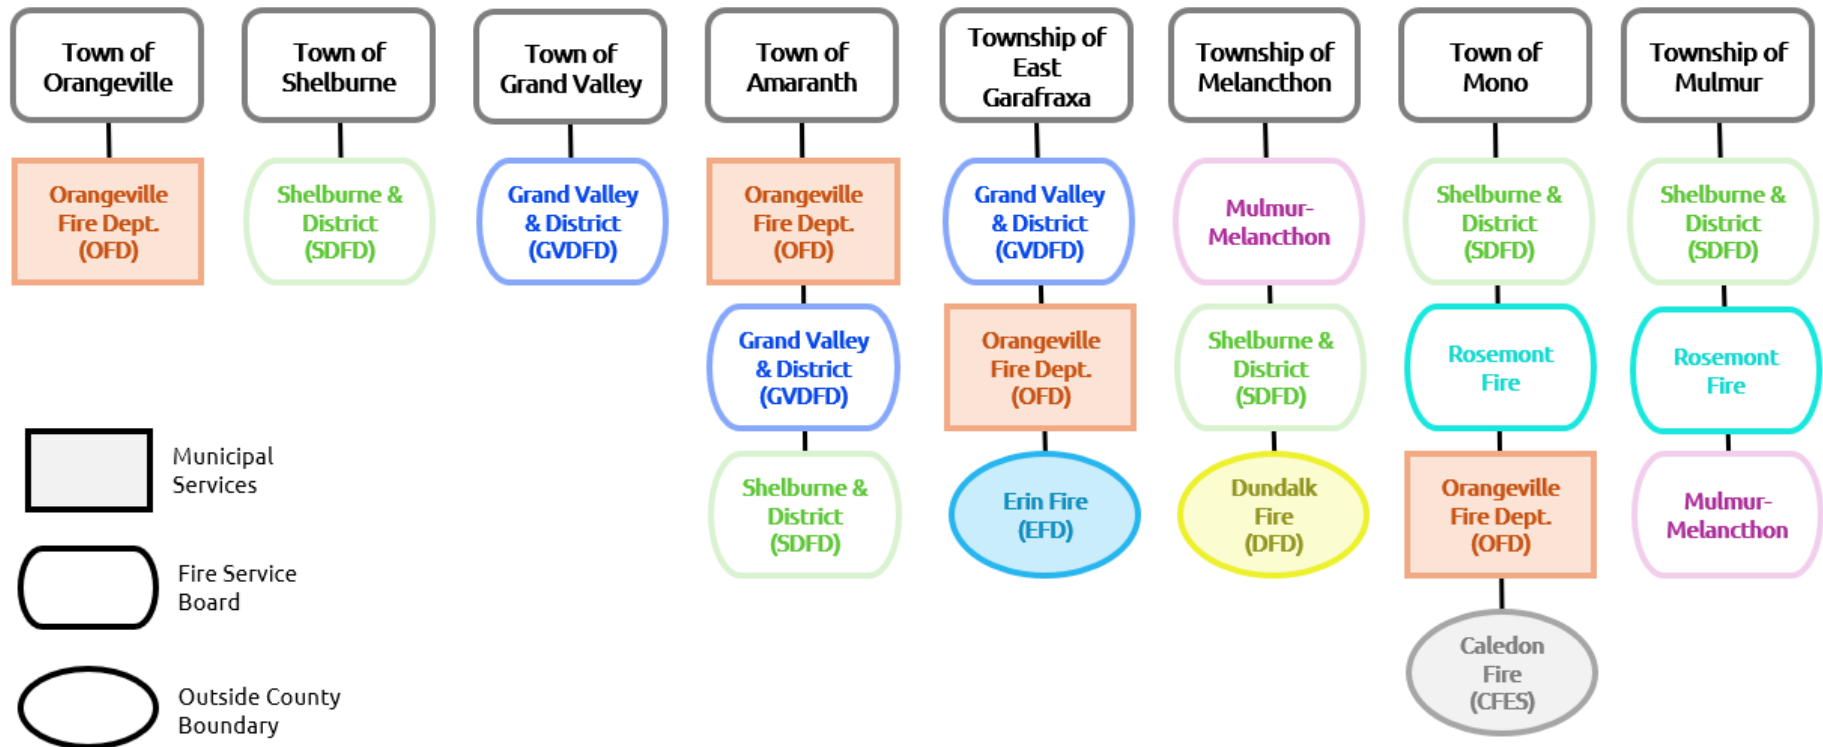 Town of
Orangeville
Town of
Shelburne
Town of
Grand Valley
Town of
Amaranth
Township of
East
Garafraxa
Township of
Melancthon
Town of
Mono
Township of
Mulmur
Orangeville
Fire Dept.
(OFD)
Shelburne &
District
(SDFD)
Grand Valley
& District
(GVDFD)
Orangeville
Fire Dept.
(OFD)
Grand Valley
& District
(GVDFD)
Mulmur-
Melancthon
Shelburne &
District
(SDFD)
Shelburne &
District
(SDFD)
Grand Valley
& District
(GVDFD)
Orangeville
Fire Dept.
(OFD)
Shelburne &
District
(SDFD)
Rosemont
Fire
Rosemont
Fire
Shelburne &
District
(SDFD)
Erin Fire
(EFD)
Dundalk
Fire
(DFD)
Orangeville
Fire Dept.
(OFD)
Mulmur-
Melancthon
Caledon
Fire
(CFES)
Municipal
Services
Fire Service
Board
Outside County
Boundary